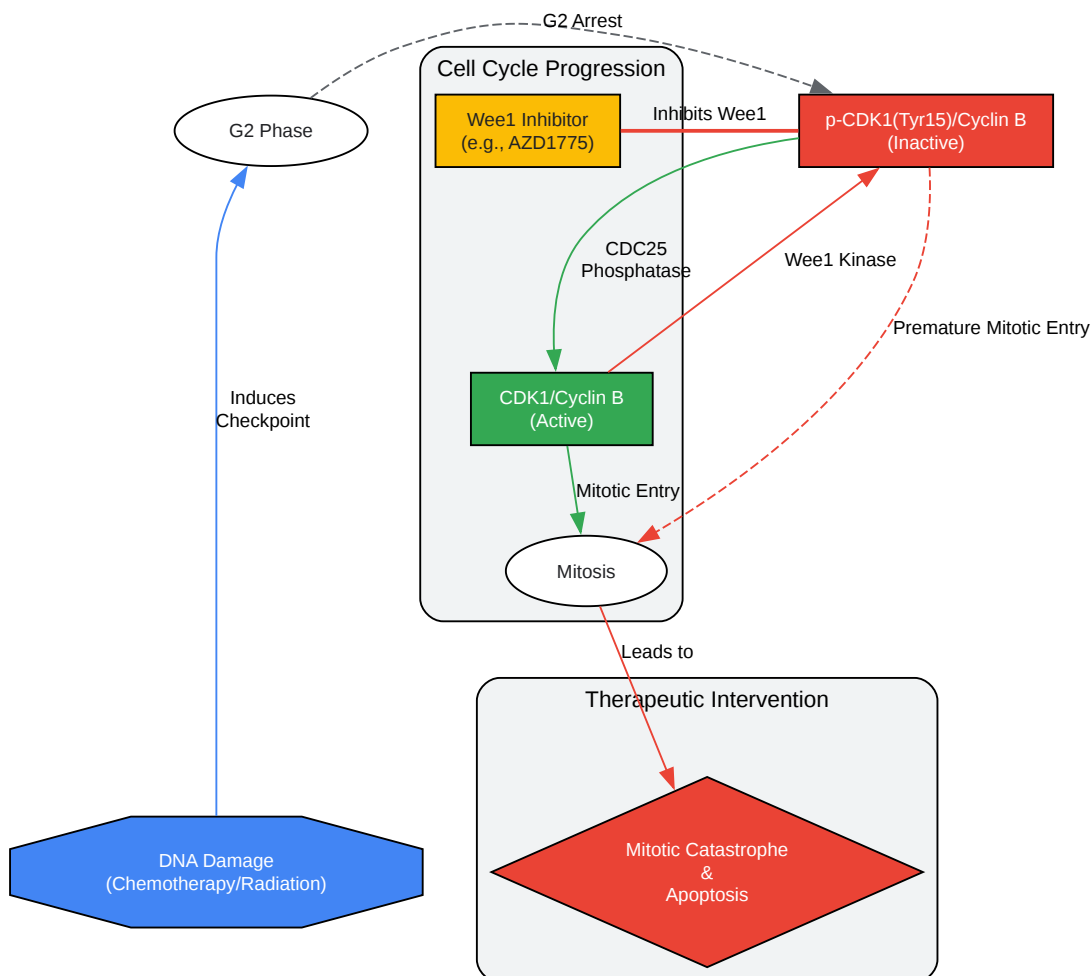 G2 Arrest
Cell Cycle Progression
Wee1 Inhibitor
(e.g., AZD1775)
Inhibits Wee1
p-CDK1(Tyr15)/Cyclin B
(Inactive)
G2 Phase
CDC25
Phosphatase
Wee1 Kinase
Premature Mitotic Entry
Induces
Checkpoint
CDK1/Cyclin B
(Active)
Mitotic Entry
Mitosis
Leads to
Therapeutic Intervention
DNA Damage
(Chemotherapy/Radiation)
Mitotic Catastrophe
&
Apoptosis